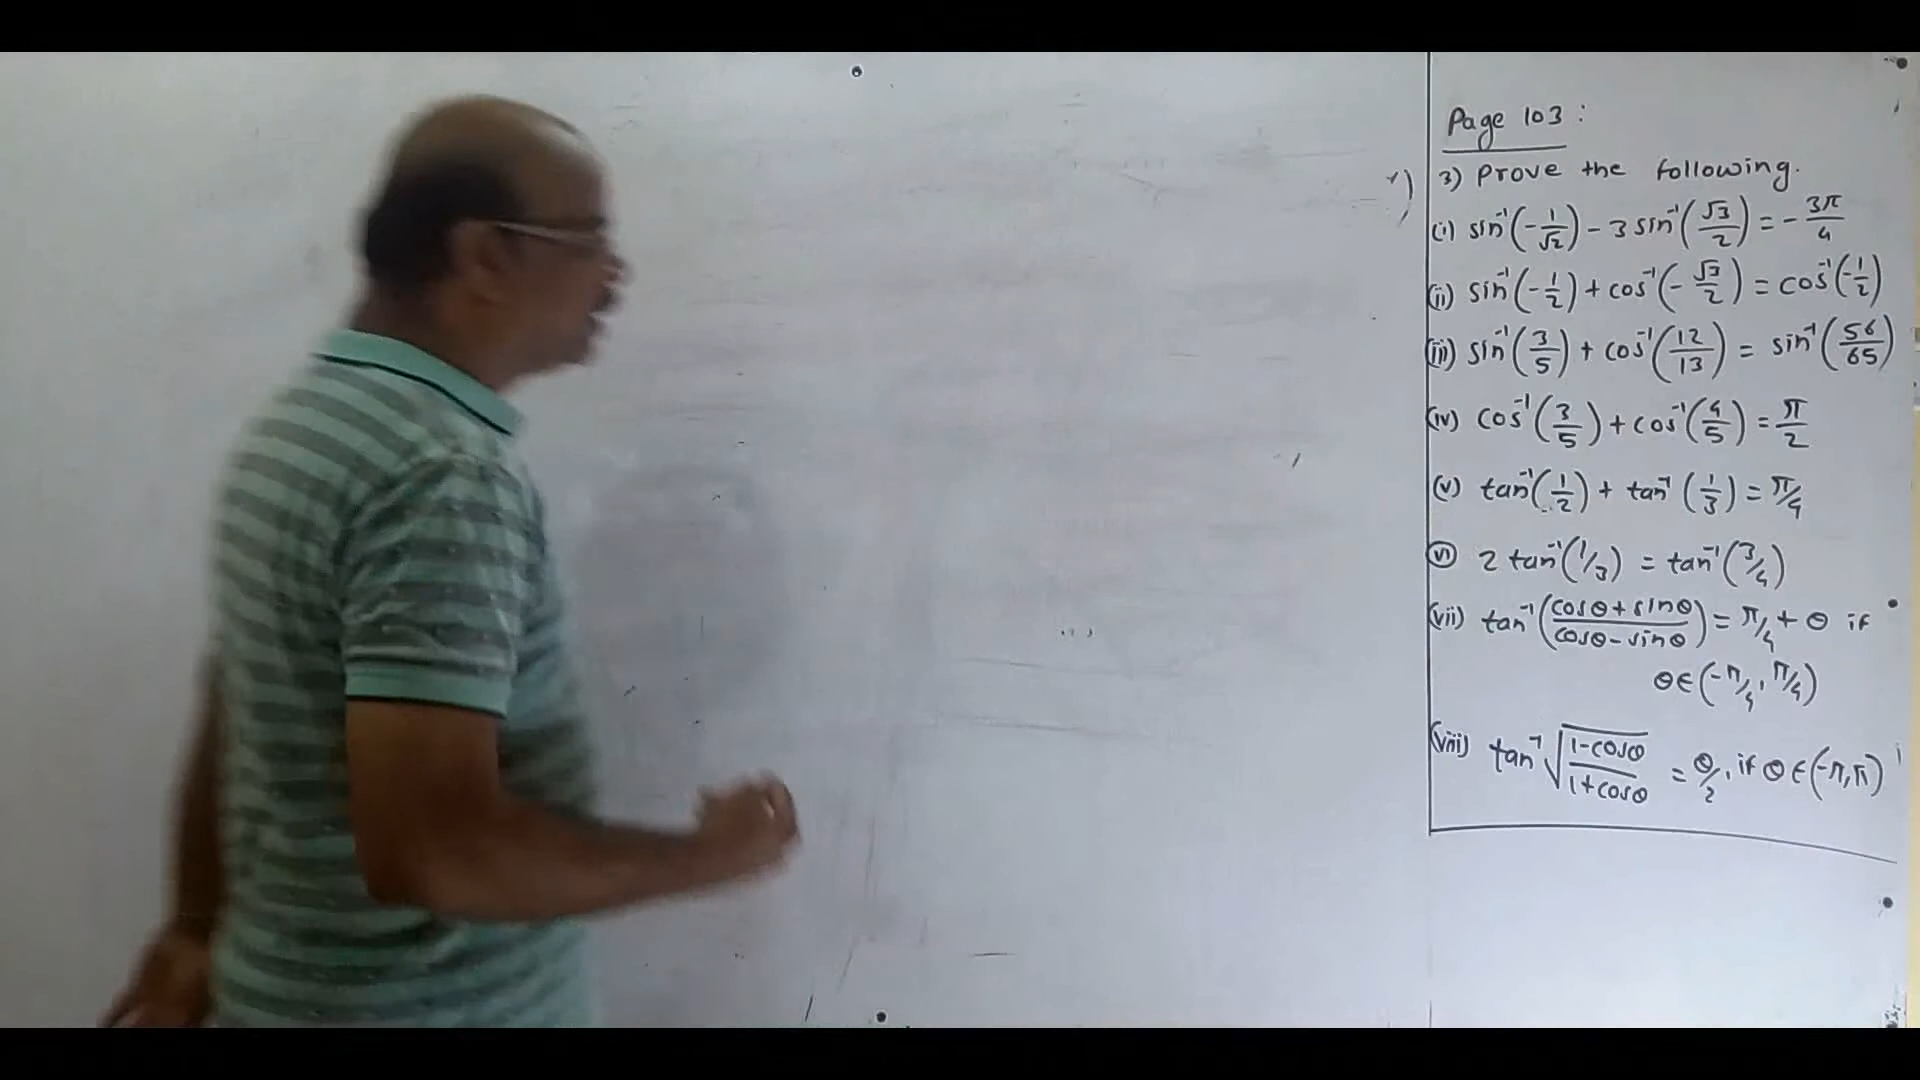 Page 103 :
3) Prove the following.
(i) sin⁻¹(-1/√2) - 3 sin⁻¹(√3/2) = - 3π/4
(ii) sin⁻¹(-1/2) + cos⁻¹(-√3/2) = cos⁻¹(-1/2)
(iii) sin⁻¹(3/5) + cos⁻¹(12/13) = sin⁻¹(56/65)
(iv) cos⁻¹(3/5) + cos⁻¹(4/5) = π/2
(v) tan⁻¹(1/2) + tan⁻¹(1/3) = π/4
(vi) 2 tan⁻¹(1/3) = tan⁻¹(3/4)
(vii) tan⁻¹(cosθ+sinθ/cosθ-sinθ) = π/4 + θ if
θ∈(-π/4, π/4)
(viii) tan⁻¹√(1-cosθ/1+cosθ) = θ/2, if θ∈(-π,π)